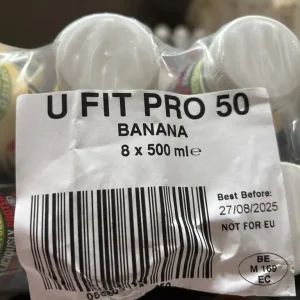 U FIT PRO 50
BANANA
8 x 500 ml℮
Best Before:
27/08/2025
NOT FOR EU
BE
M 169
EC